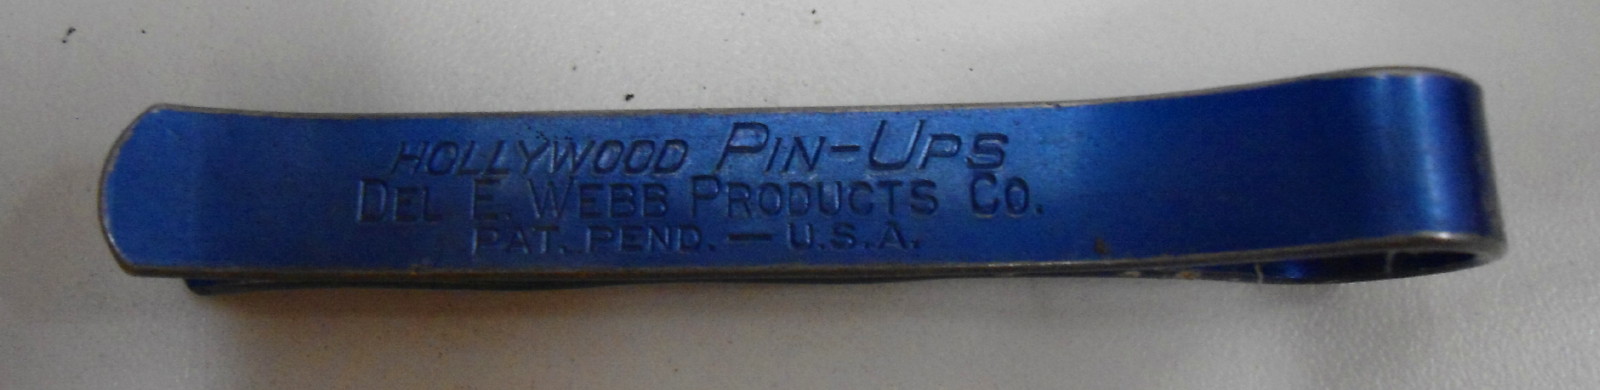 HOLLYWOOD PIN-UPS
DEL E. WEBB PRODUCTS CO.
PAT. PEND. — U.S.A.